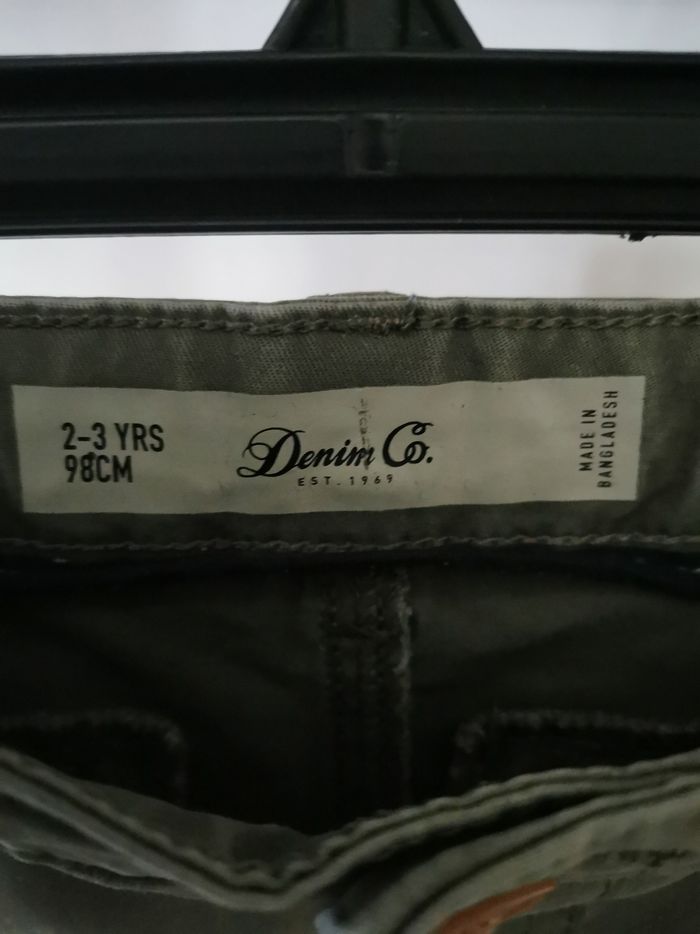 2-3 YRS
98CM
Denim Co.
EST. 1969
MADE IN
BANGLADESH